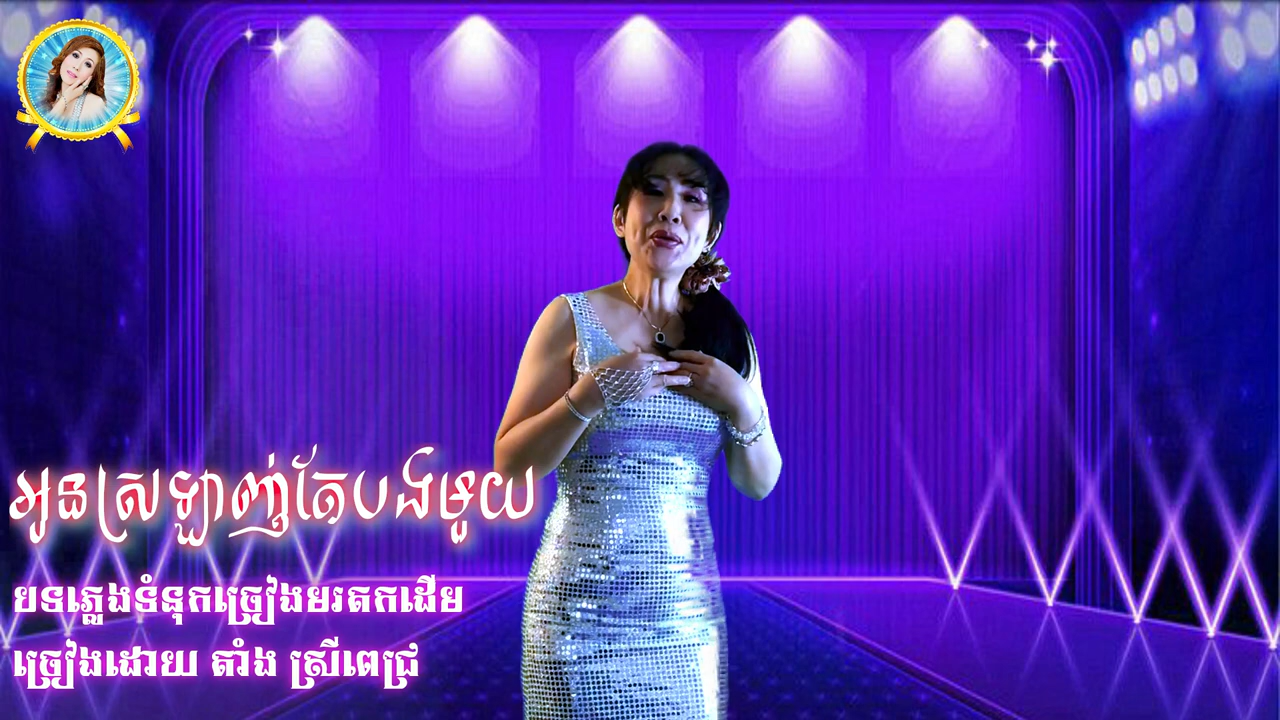 អូនស្រឡាញ់តែបងមួយ
បទភ្លេងទំនុកច្រៀងមរតកដើម
ច្រៀងដោយ តាំង ស្រីពេជ្រ